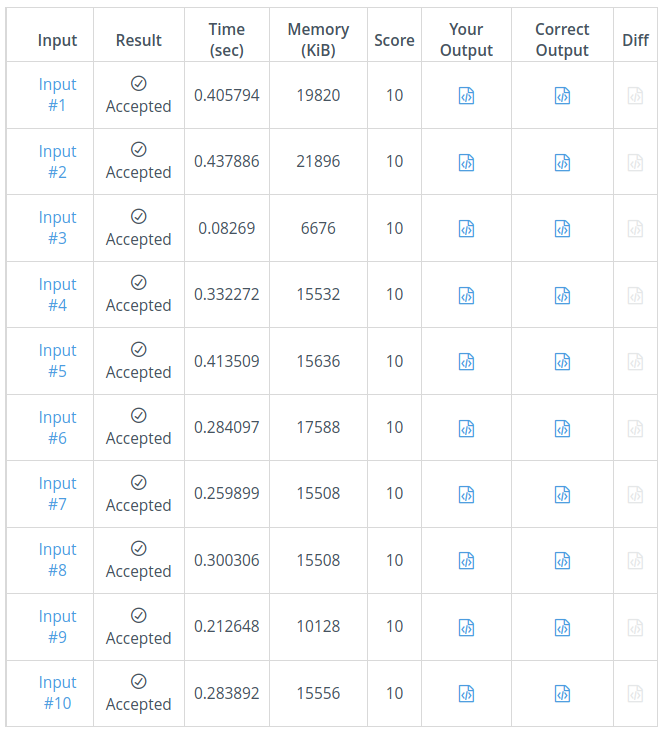 Input Result Time (sec) Memory (KiB) Score Your Output Correct Output Diff
Input #1 Accepted 0.405794 19820 10
Input #2 Accepted 0.437886 21896 10
Input #3 Accepted 0.08269 6676 10
Input #4 Accepted 0.332272 15532 10
Input #5 Accepted 0.413509 15636 10
Input #6 Accepted 0.284097 17588 10
Input #7 Accepted 0.259899 15508 10
Input #8 Accepted 0.300306 15508 10
Input #9 Accepted 0.212648 10128 10
Input #10 Accepted 0.283892 15556 10